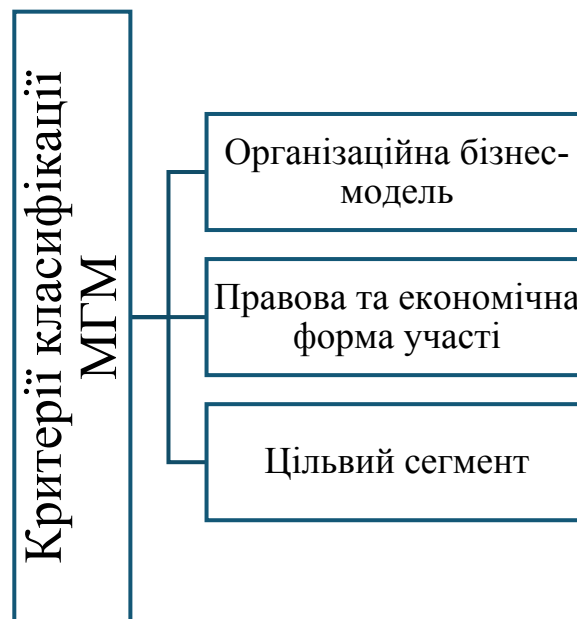 Критерії класифікації
МГМ
Організаційна бізнес-
модель
Правова та економічна
форма участі
Цільвий сегмент